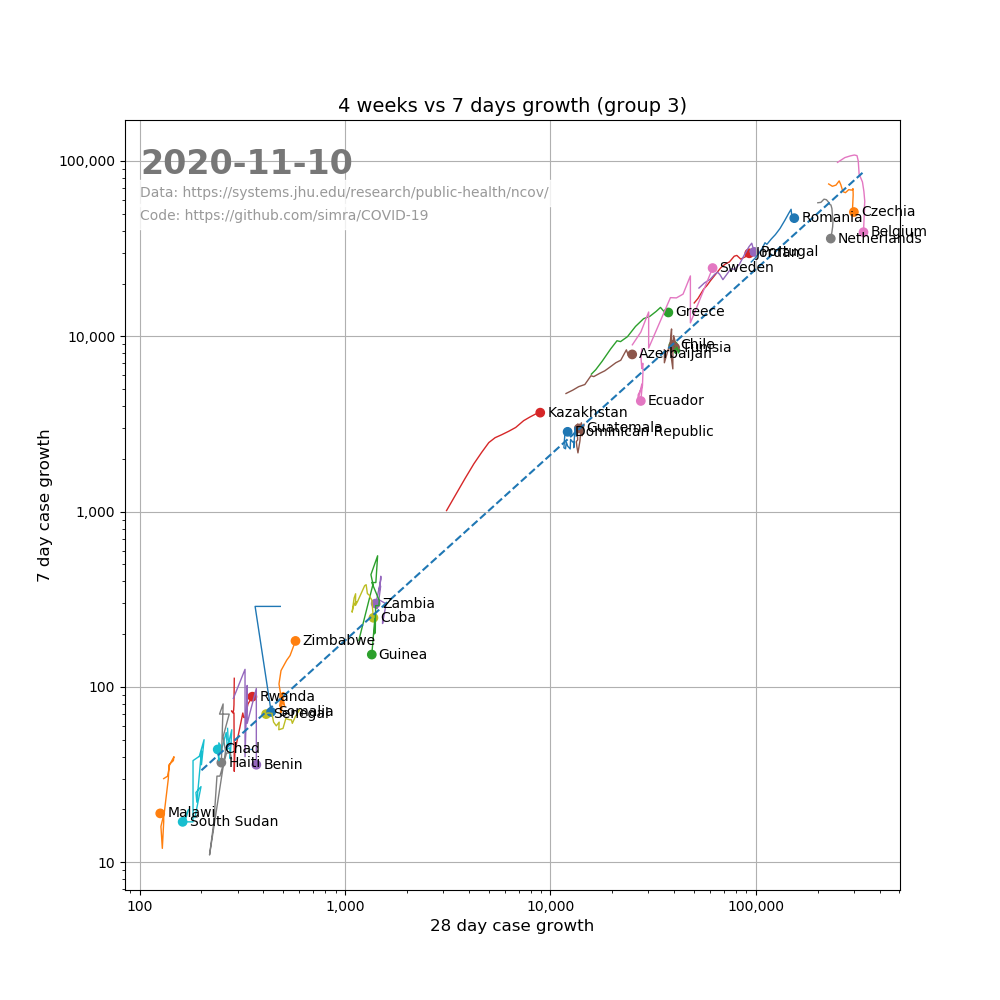 4 weeks vs 7 days growth (group 3)
2020-11-10
Data: https://systems.jhu.edu/research/public-health/ncov/
Code: https://github.com/simra/COVID-19
100,000
10,000
1,000
100
10
7 day case growth
Czechia
Romania
Belgium
Netherlands
Portugal
Jordan
Sweden
Greece
Chile
Tunisia
Azerbaijan
Ecuador
Kazakhstan
Guatemala
Dominican Republic
Zambia
Cuba
Zimbabwe
Guinea
Rwanda
Somalia
Senegal
Chad
Haiti
Benin
Malawi
South Sudan
100
1,000
10,000
100,000
28 day case growth